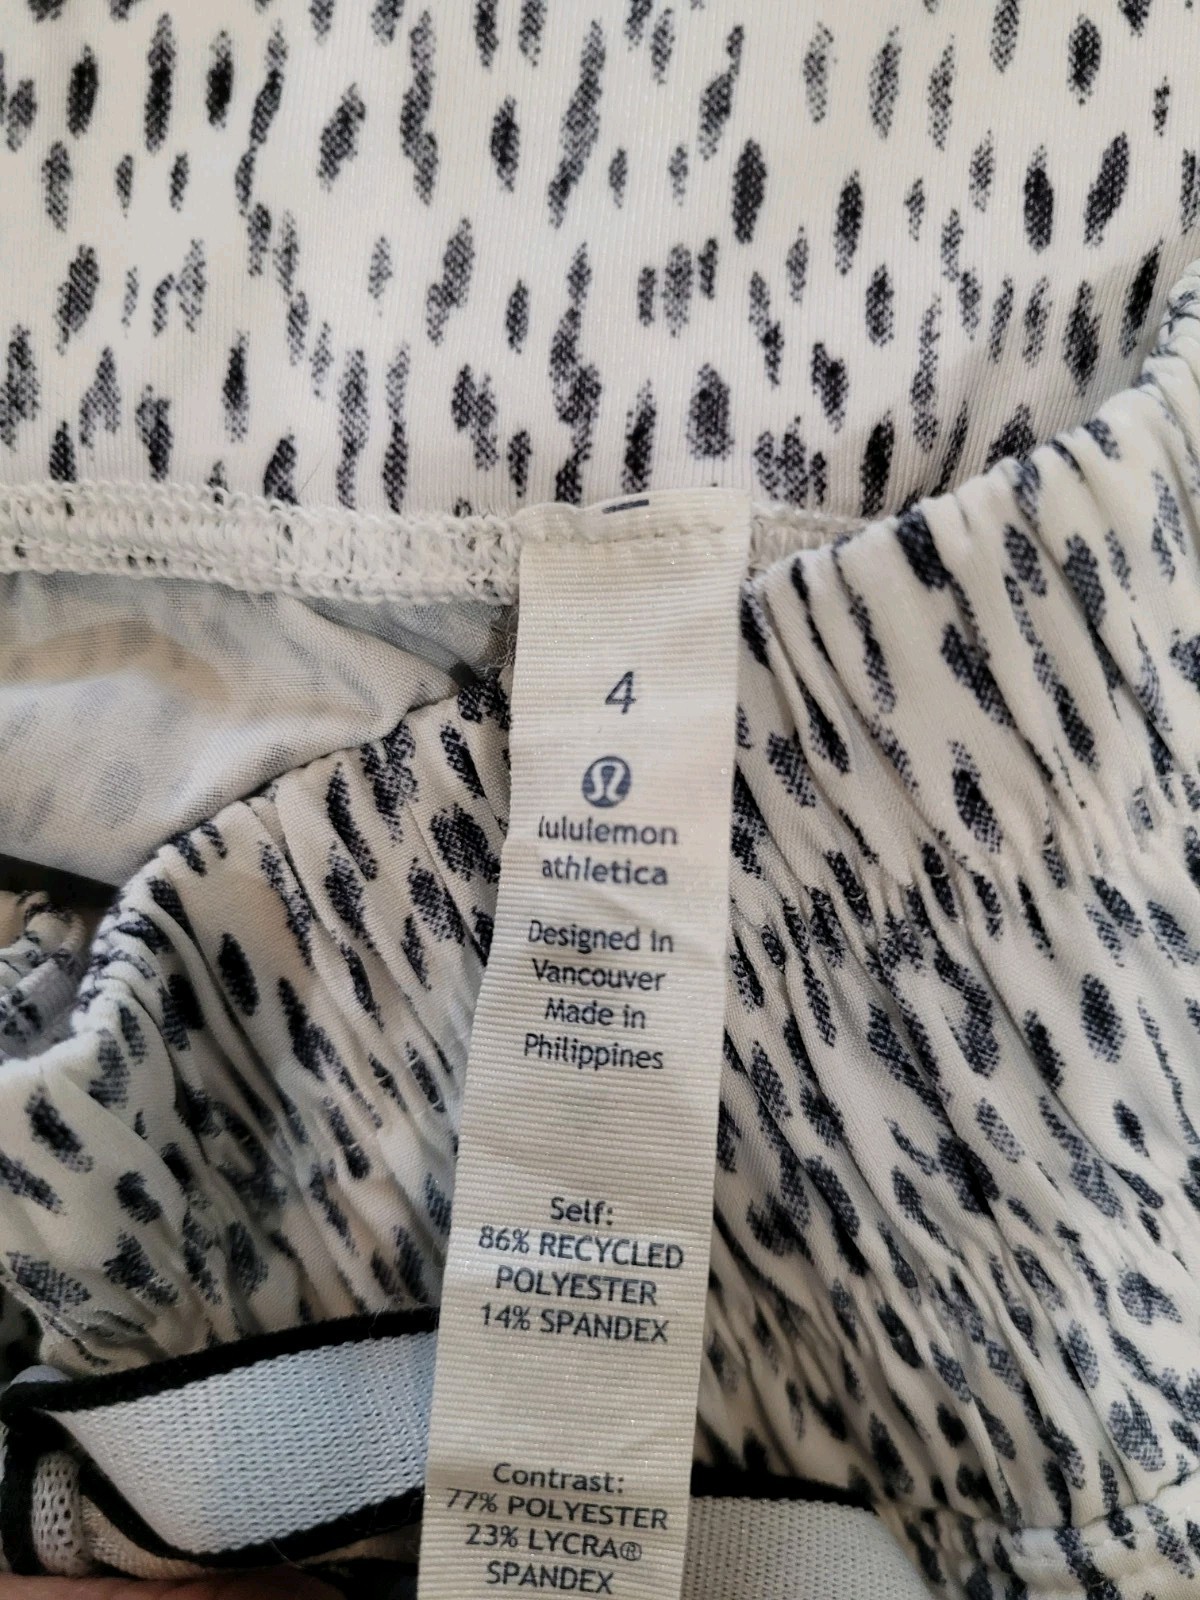 4
lululemon
athletica
Designed in
Vancouver
Made in
Philippines
Self:
86% RECYCLED
POLYESTER
14% SPANDEX
Contrast:
77% POLYESTER
23% LYCRA®
SPANDEX